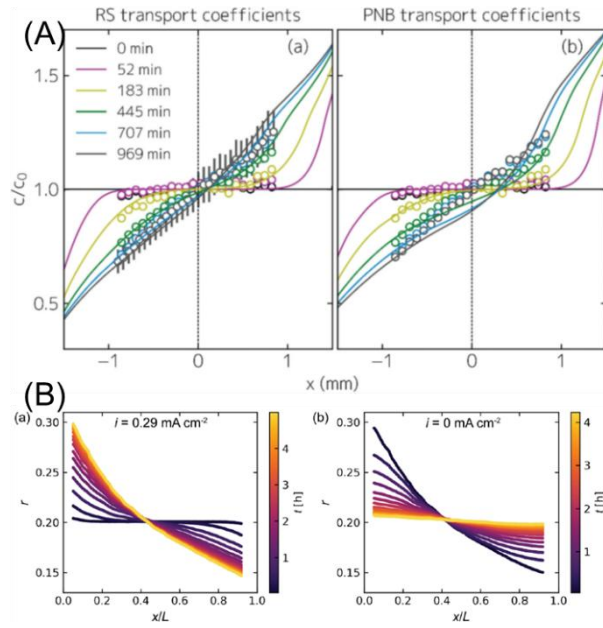 RS transport coefficients PNB transport coefficients
(A)
(a) (b)
0 min
52 min
183 min
445 min
707 min
969 min
1.5
1.0
0.5
c/c0
−1 0 1 −1 0 1
x (mm)
(B)
(a) i = 0.29 mA cm⁻² (b) i = 0 mA cm⁻²
0.30 0.30
0.25 0.25
0.20 0.20
0.15 0.15
r r
4 4
3 3
2 2
1 1
t [h] t [h]
0.0 0.2 0.4 0.6 0.8 1.0 0.0 0.2 0.4 0.6 0.8 1.0
x/L x/L